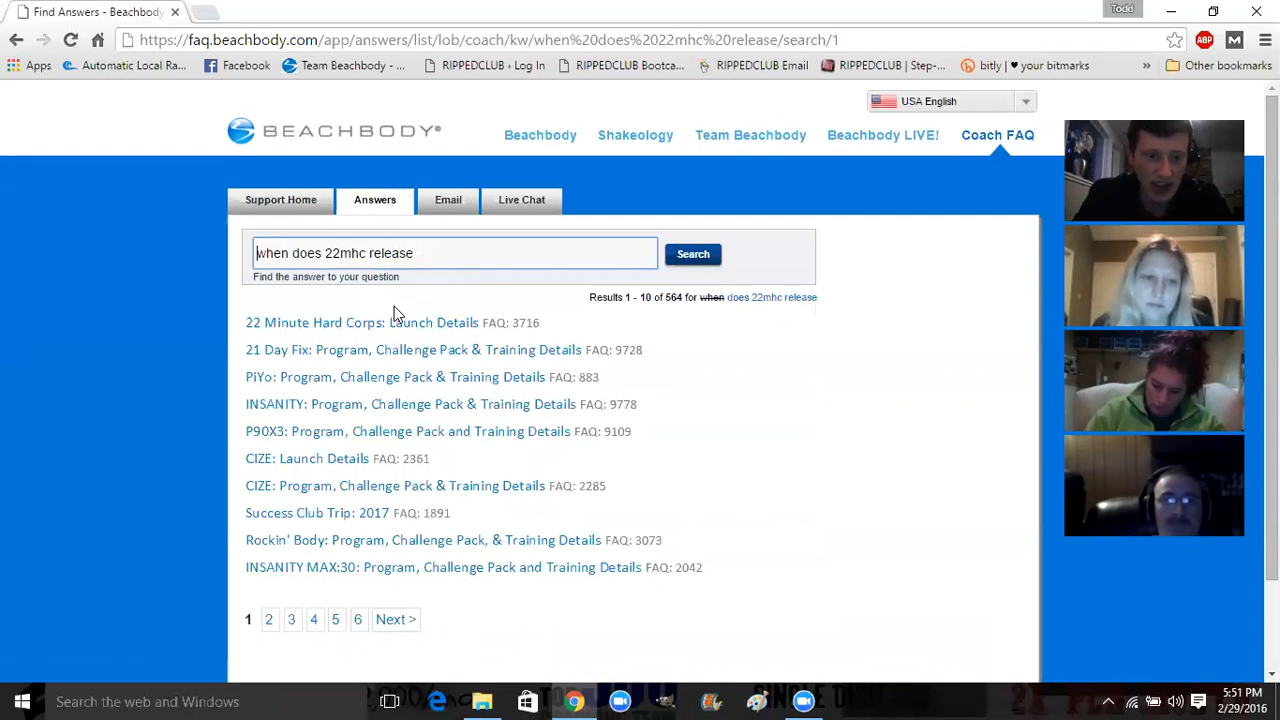 Find Answers - Beachbody
Todd
https://faq.beachbody.com/app/answers/list/lob/coach/kw/when%20does%2022mhc%20release/search/1
Apps
Automatic Local Ra...
Facebook
Team Beachbody - ...
RIPPEDCLUB › Log In
RIPPEDCLUB Bootca...
RIPPEDCLUB Email
RIPPEDCLUB | Step-...
bitly | ♥ your bitmarks
»
Other bookmarks
USA English
BEACHBODY®
Beachbody
Shakeology
Team Beachbody
Beachbody LIVE!
Coach FAQ
Support Home
Answers
Email
Live Chat
when does 22mhc release
Search
Find the answer to your question
Results 1 - 10 of 564 for when does 22mhc release
22 Minute Hard Corps: Launch Details FAQ: 3716
21 Day Fix: Program, Challenge Pack & Training Details FAQ: 9728
PiYo: Program, Challenge Pack & Training Details FAQ: 883
INSANITY: Program, Challenge Pack & Training Details FAQ: 9778
P90X3: Program, Challenge Pack and Training Details FAQ: 9109
CIZE: Launch Details FAQ: 2361
CIZE: Program, Challenge Pack & Training Details FAQ: 2285
Success Club Trip: 2017 FAQ: 1891
Rockin' Body: Program, Challenge Pack, & Training Details FAQ: 3073
INSANITY MAX:30: Program, Challenge Pack and Training Details FAQ: 2042
1 2 3 4 5 6 Next >
Search the web and Windows
5:51 PM
2/29/2016